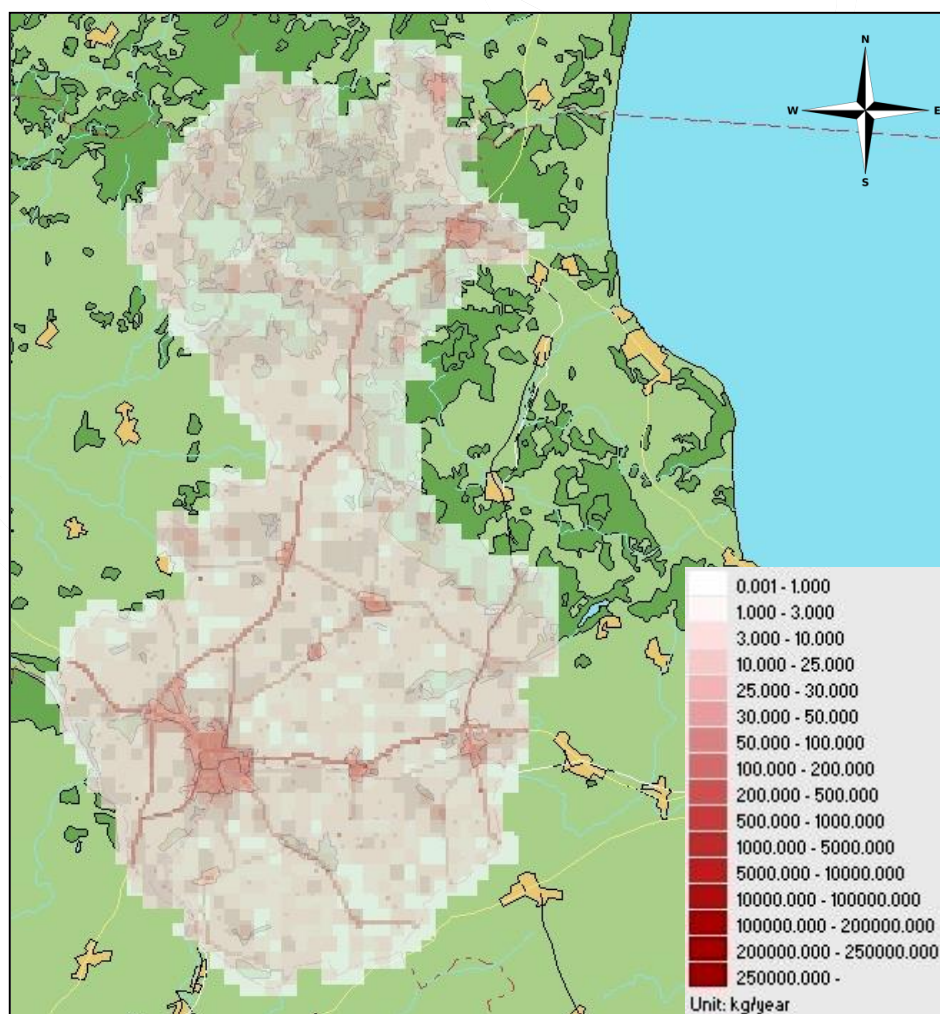 N
W E
S
0.001 - 1.000
1.000 - 3.000
3.000 - 10.000
10.000 - 25.000
25.000 - 30.000
30.000 - 50.000
50.000 - 100.000
100.000 - 200.000
200.000 - 500.000
500.000 - 1000.000
1000.000 - 5000.000
5000.000 - 10000.000
10000.000 - 100000.000
100000.000 - 200000.000
200000.000 - 250000.000
250000.000 -
Unit: kg/year